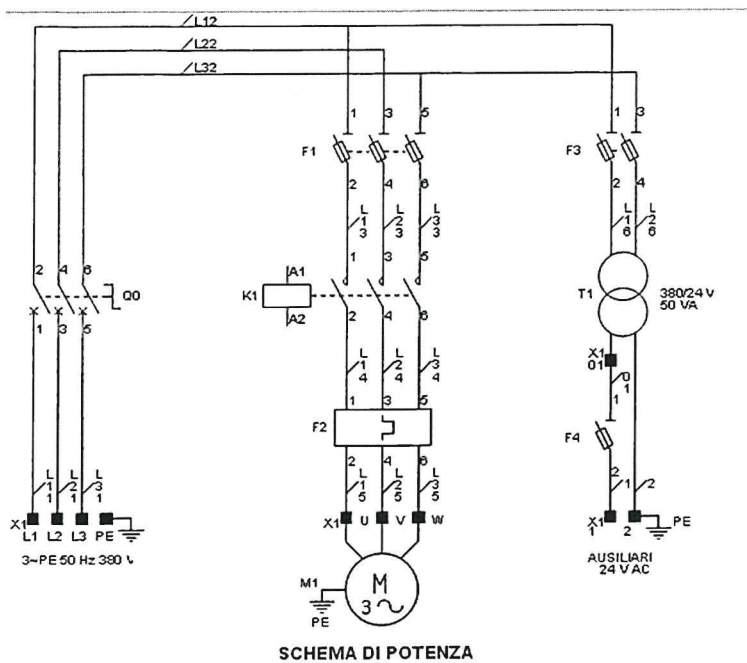 L12
L22
L32
1 3 5
1 3
F1
F3
2 4 6
2 4
L13 L23 L33
L16 L26
2 4 6
Q0
1 3 5
A1
K1
A2
1 3 5
2 4 6
T1
380/24 V
50 VA
X1
01
01
L14 L24 L34
1
1 3 5
F2
F4
2 4 6
2
1
2
L11 L21 L31
L15 L25 L35
X1
L1 L2 L3 PE
X1 U V W
X1
1 2
PE
3~PE 50 Hz 380 V
AUSILIARI
24 V AC
M1
M
3~
PE
SCHEMA DI POTENZA